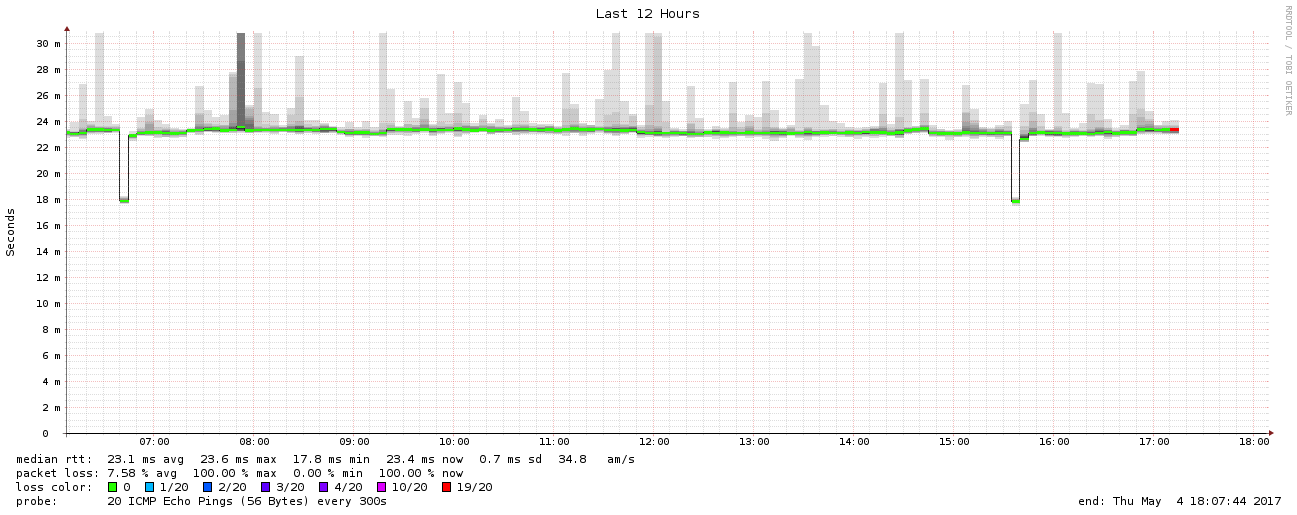 Last 12 Hours
RRDTOOL / TOBI OETIKER
Seconds
30 m
28 m
26 m
24 m
22 m
20 m
18 m
16 m
14 m
12 m
10 m
8 m
6 m
4 m
2 m
0
07:00 08:00 09:00 10:00 11:00 12:00 13:00 14:00 15:00 16:00 17:00 18:00
median rtt: 23.1 ms avg 23.6 ms max 17.8 ms min 23.4 ms now 0.7 ms sd 34.8 am/s
packet loss: 7.58 % avg 100.00 % max 0.00 % min 100.00 % now
loss color: 0 1/20 2/20 3/20 4/20 10/20 19/20
probe: 20 ICMP Echo Pings (56 Bytes) every 300s end: Thu May 4 18:07:44 2017